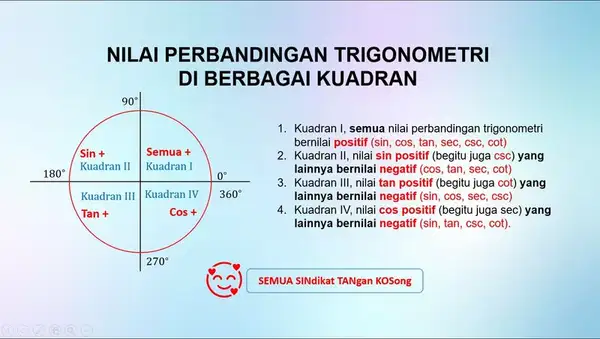 NILAI PERBANDINGAN TRIGONOMETRI
DI BERBAGAI KUADRAN
90°
Sin +
Kuadran II
Semua +
Kuadran I
180°
0°
360°
Kuadran III
Tan +
Kuadran IV
Cos +
270°
1. Kuadran I, semua nilai perbandingan trigonometri
bernilai positif (sin, cos, tan, sec, csc, cot)
2. Kuadran II, nilai sin positif (begitu juga csc) yang
lainnya bernilai negatif (cos, tan, sec, cot)
3. Kuadran III, nilai tan positif (begitu juga cot) yang
lainnya bernilai negatif (sin, cos, sec, csc)
4. Kuadran IV, nilai cos positif (begitu juga sec) yang
lainnya bernilai negatif (sin, tan, csc, cot).
SEMUA SINdikat TANgan KOSong